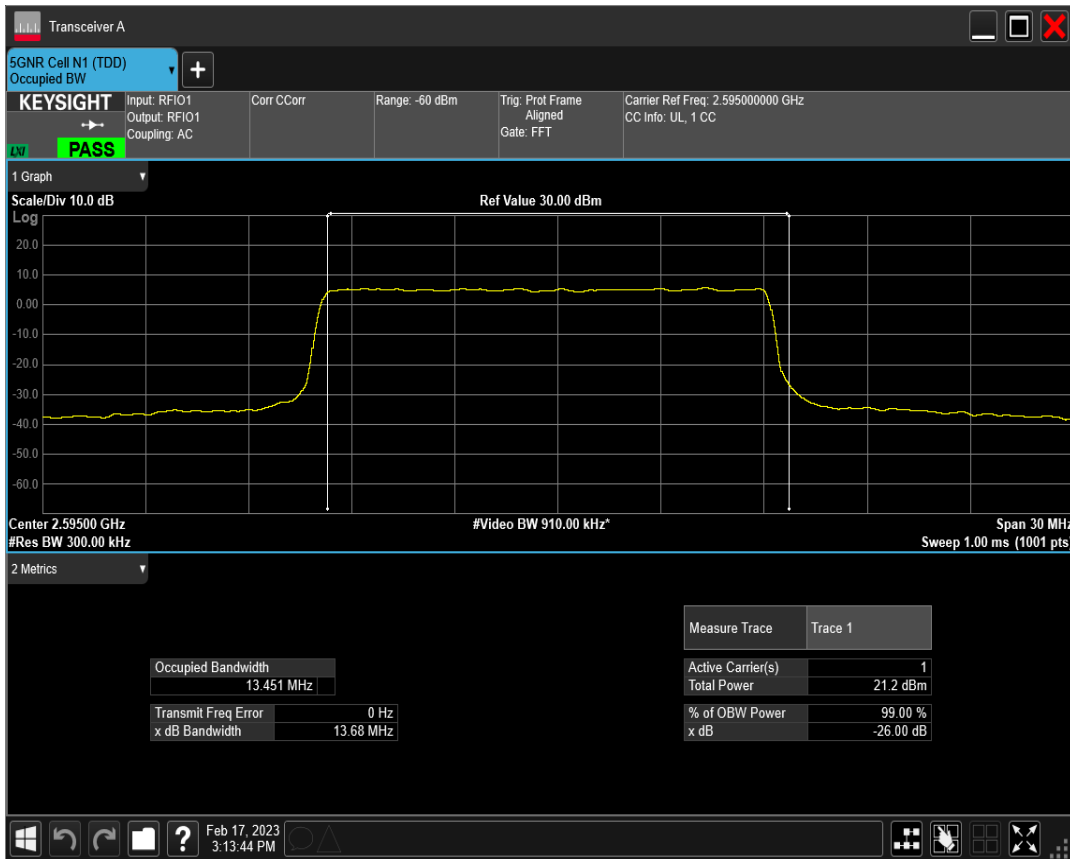 Transceiver A
5GNR Cell N1 (TDD)
Occupied BW
+
KEYSIGHT
LXI
PASS
Input: RFIO1
Output: RFIO1
Coupling: AC
Corr CCorr
Range: -60 dBm
Trig: Prot Frame
Aligned
Gate: FFT
Carrier Ref Freq: 2.595000000 GHz
CC Info: UL, 1 CC
1 Graph
Scale/Div 10.0 dB
Ref Value 30.00 dBm
Log
20.0
10.0
0.00
-10.0
-20.0
-30.0
-40.0
-50.0
-60.0
Center 2.59500 GHz
#Video BW 910.00 kHz*
Span 30 MHz
#Res BW 300.00 kHz
Sweep 1.00 ms (1001 pts)
2 Metrics
Measure Trace Trace 1
Occupied Bandwidth
13.451 MHz
Active Carrier(s) 1
Total Power 21.2 dBm
Transmit Freq Error 0 Hz
x dB Bandwidth 13.68 MHz
% of OBW Power 99.00 %
x dB -26.00 dB
?
Feb 17, 2023
3:13:44 PM